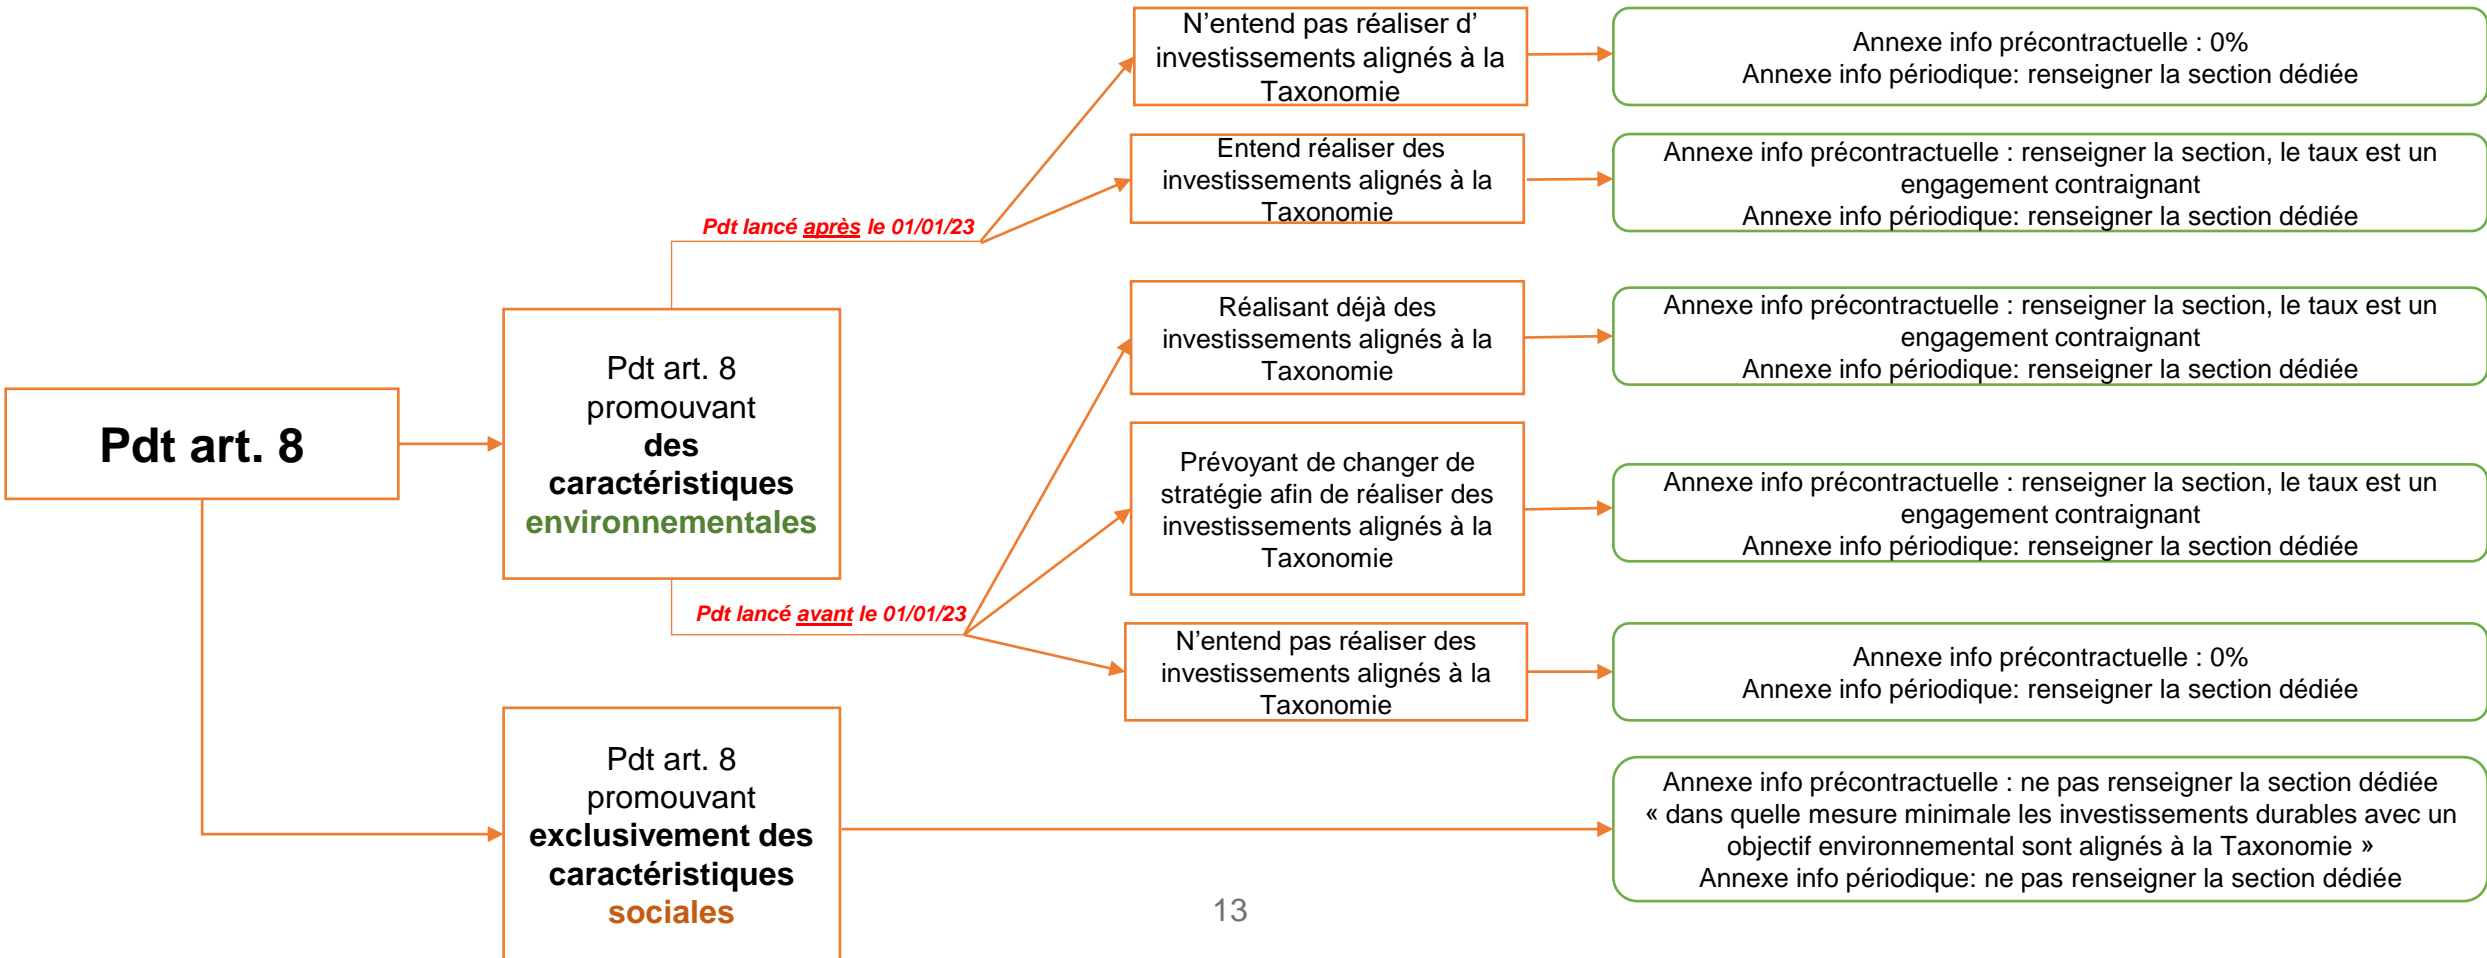 Pdt art. 8
Pdt art. 8
promouvant
des
caractéristiques
environnementales
Pdt lancé après le 01/01/23
N’entend pas réaliser d’
investissements alignés à la
Taxonomie
Annexe info précontractuelle : 0%
Annexe info périodique: renseigner la section dédiée
Entend réaliser des
investissements alignés à la
Taxonomie
Annexe info précontractuelle : renseigner la section, le taux est un
engagement contraignant
Annexe info périodique: renseigner la section dédiée
Pdt lancé avant le 01/01/23
Réalisant déjà des
investissements alignés à la
Taxonomie
Annexe info précontractuelle : renseigner la section, le taux est un
engagement contraignant
Annexe info périodique: renseigner la section dédiée
Prévoyant de changer de
stratégie afin de réaliser des
investissements alignés à la
Taxonomie
Annexe info précontractuelle : renseigner la section, le taux est un
engagement contraignant
Annexe info périodique: renseigner la section dédiée
N’entend pas réaliser des
investissements alignés à la
Taxonomie
Annexe info précontractuelle : 0%
Annexe info périodique: renseigner la section dédiée
Pdt art. 8
promouvant
exclusivement des
caractéristiques
sociales
Annexe info précontractuelle : ne pas renseigner la section dédiée
« dans quelle mesure minimale les investissements durables avec un
objectif environnemental sont alignés à la Taxonomie »
Annexe info périodique: ne pas renseigner la section dédiée
13